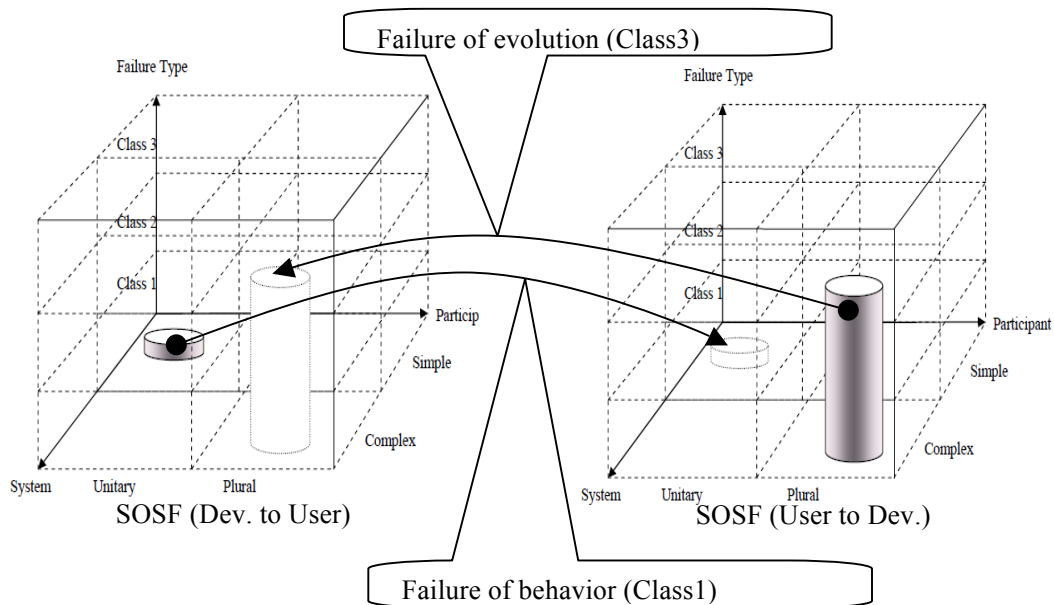 Failure of evolution (Class3)
Failure Type
Class 3
Class 2
Class 1
Particip
Simple
Complex
System Unitary Plural
SOSF (Dev. to User)
Failure Type
Class 3
Class 2
Class 1
Participant
Simple
Complex
System Unitary Plural
SOSF (User to Dev.)
Failure of behavior (Class1)